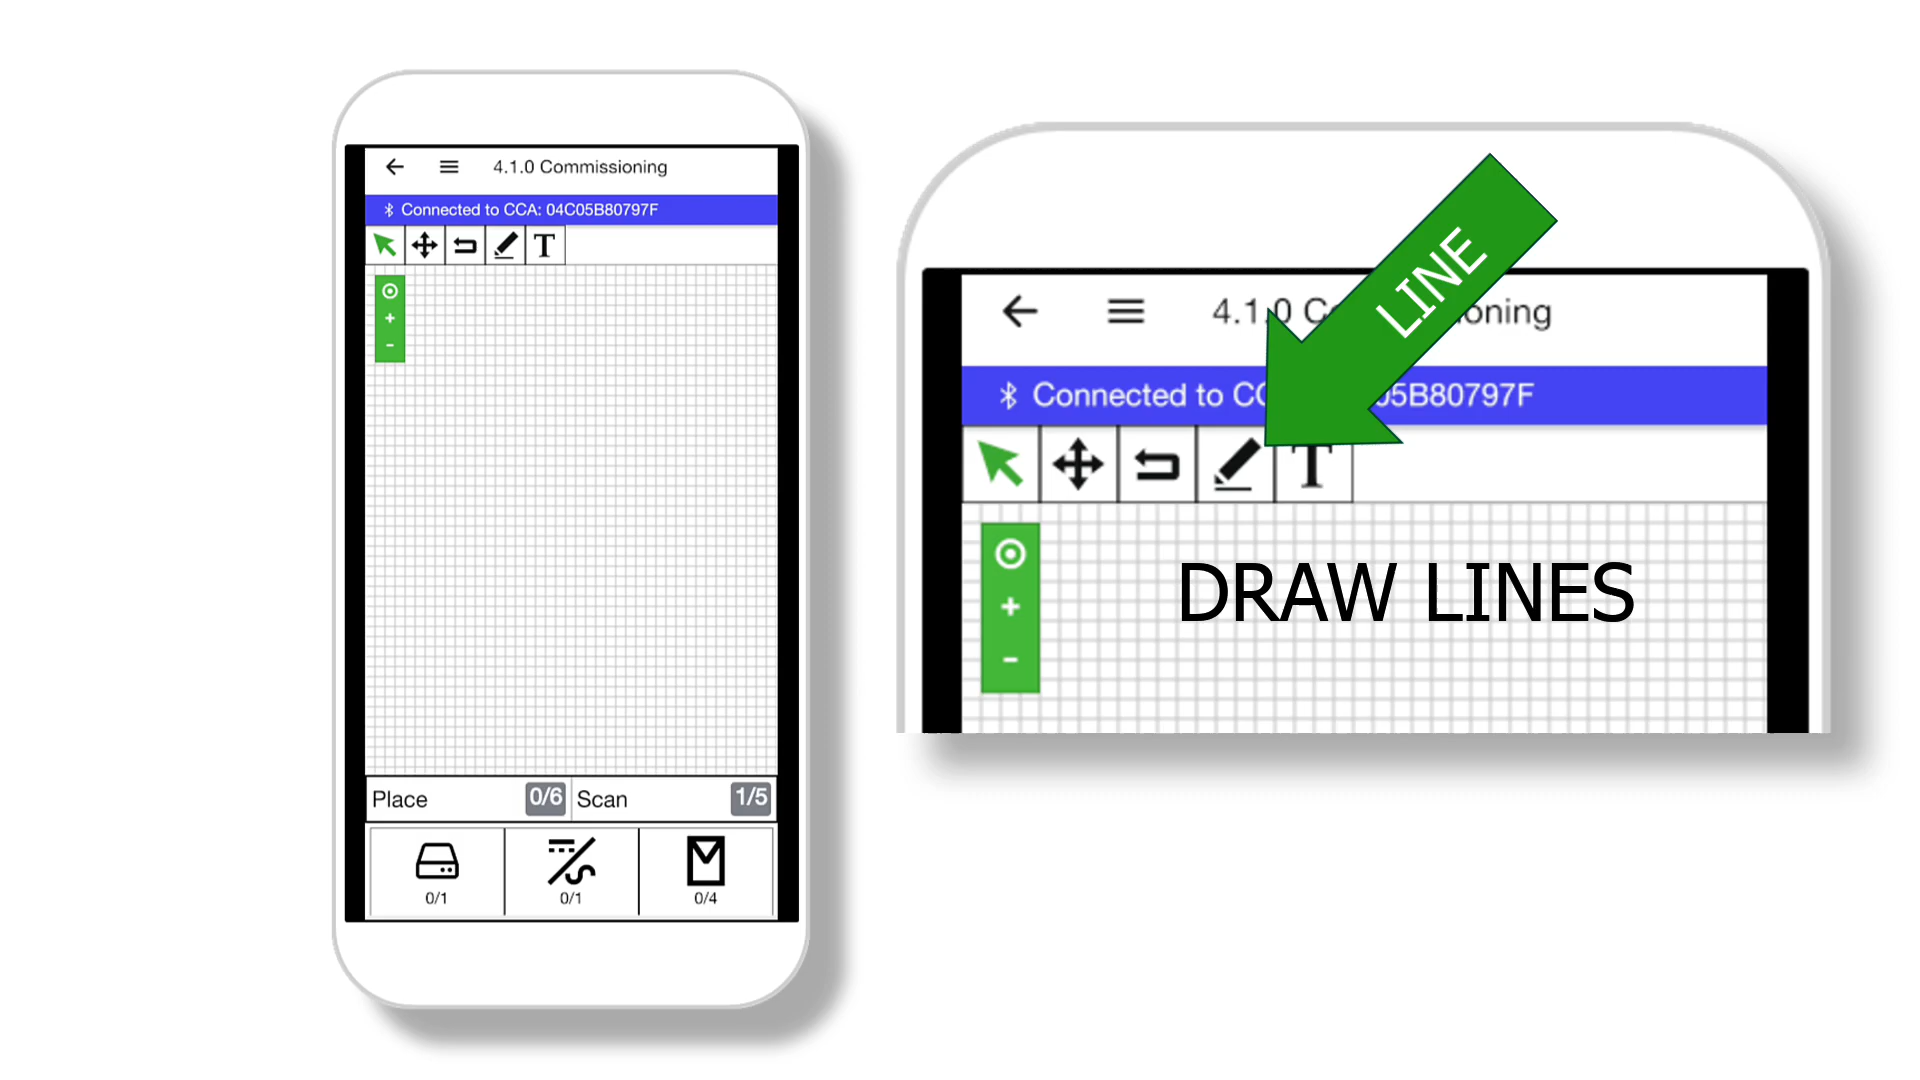 4.1.0 Commissioning
Connected to CCA: 04C05B80797F
T
+
-
Place 0/6 Scan 1/5
0/1 0/1 0/4
LINE
4.1.0 C oning
Connected to CC 05B80797F
T
DRAW LINES
+
-